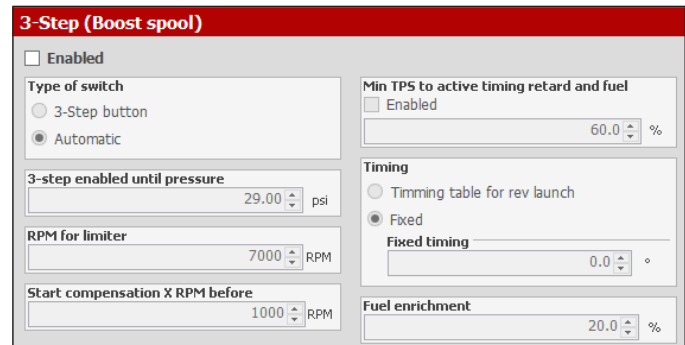 3-Step (Boost spool)
Enabled
Type of switch
3-Step button
Automatic
3-step enabled until pressure
29.00 psi
RPM for limiter
7000 RPM
Start compensation X RPM before
1000 RPM
Min TPS to active timing retard and fuel
Enabled
60.0 %
Timing
Timming table for rev launch
Fixed
Fixed timing
0.0 °
Fuel enrichment
20.0 %